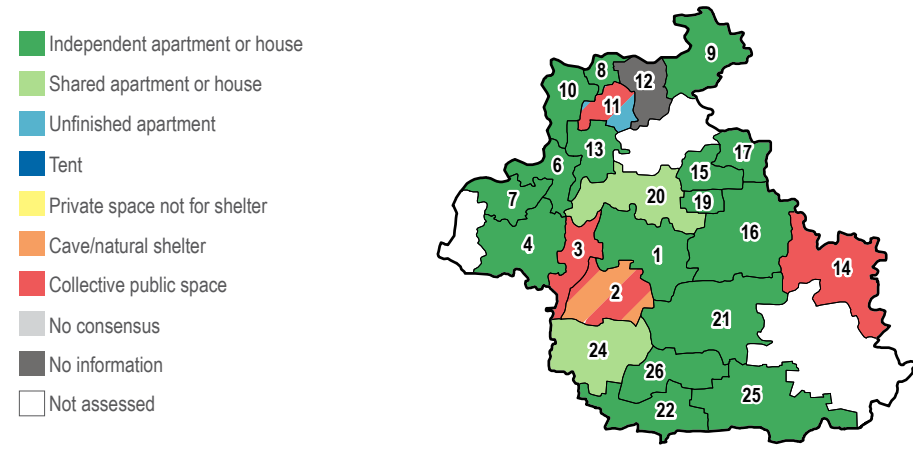 Independent apartment or house
Shared apartment or house
Unfinished apartment
Tent
Private space not for shelter
Cave/natural shelter
Collective public space
No consensus
No information
Not assessed
9
8
12
10
11
13
17
6
15
7
20
19
16
4
3
1
14
2
21
24
26
25
22